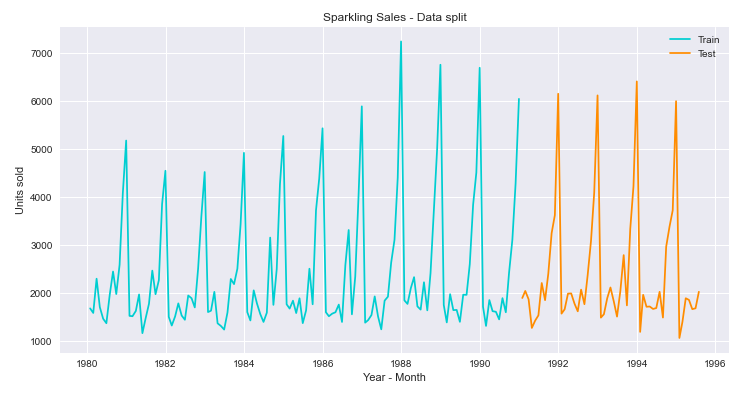 Sparkling Sales - Data split
Train
Test
7000
6000
5000
4000
3000
2000
1000
Units sold
1980 1982 1984 1986 1988 1990 1992 1994 1996
Year - Month